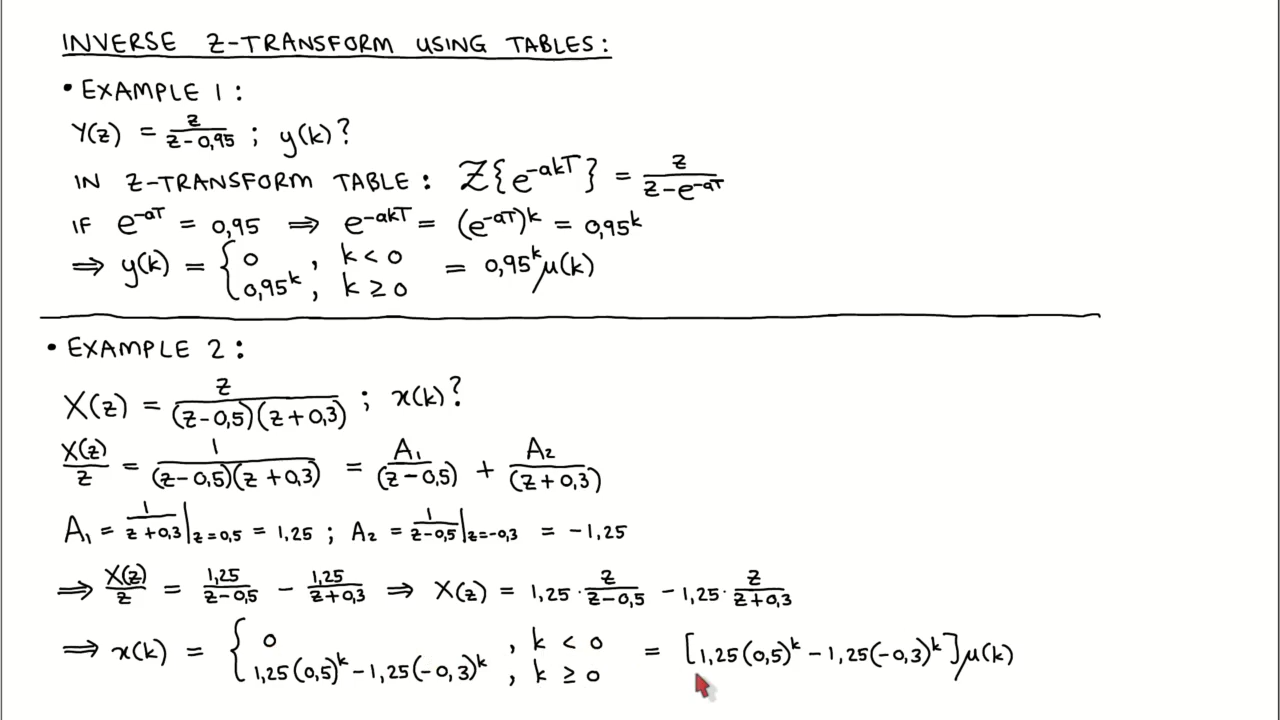 INVERSE Z-TRANSFORM USING TABLES:
• EXAMPLE 1:
Y(z) = z/(z-0,95) ; y(k)?
IN Z-TRANSFORM TABLE: Z{e^-akT} = z/(z-e^-aT)
IF e^-aT = 0,95 ⇒ e^-akT = (e^-aT)^k = 0,95^k
⇒ y(k) = { 0 , k < 0 ; 0,95^k , k ≥ 0 = 0,95^k μ(k)
• EXAMPLE 2:
X(z) = z/((z-0,5)(z+0,3)) ; x(k)?
X(z)/z = 1/((z-0,5)(z+0,3)) = A₁/(z-0,5) + A₂/(z+0,3)
A₁ = 1/(z+0,3)|z=0,5 = 1,25 ; A₂ = 1/(z-0,5)|z=-0,3 = -1,25
⇒ X(z)/z = 1,25/(z-0,5) - 1,25/(z+0,3) ⇒ X(z) = 1,25 · z/(z-0,5) - 1,25 · z/(z+0,3)
⇒ x(k) = { 0 , k < 0 ; 1,25(0,5)^k - 1,25(-0,3)^k , k ≥ 0 = [1,25(0,5)^k - 1,25(-0,3)^k] μ(k)